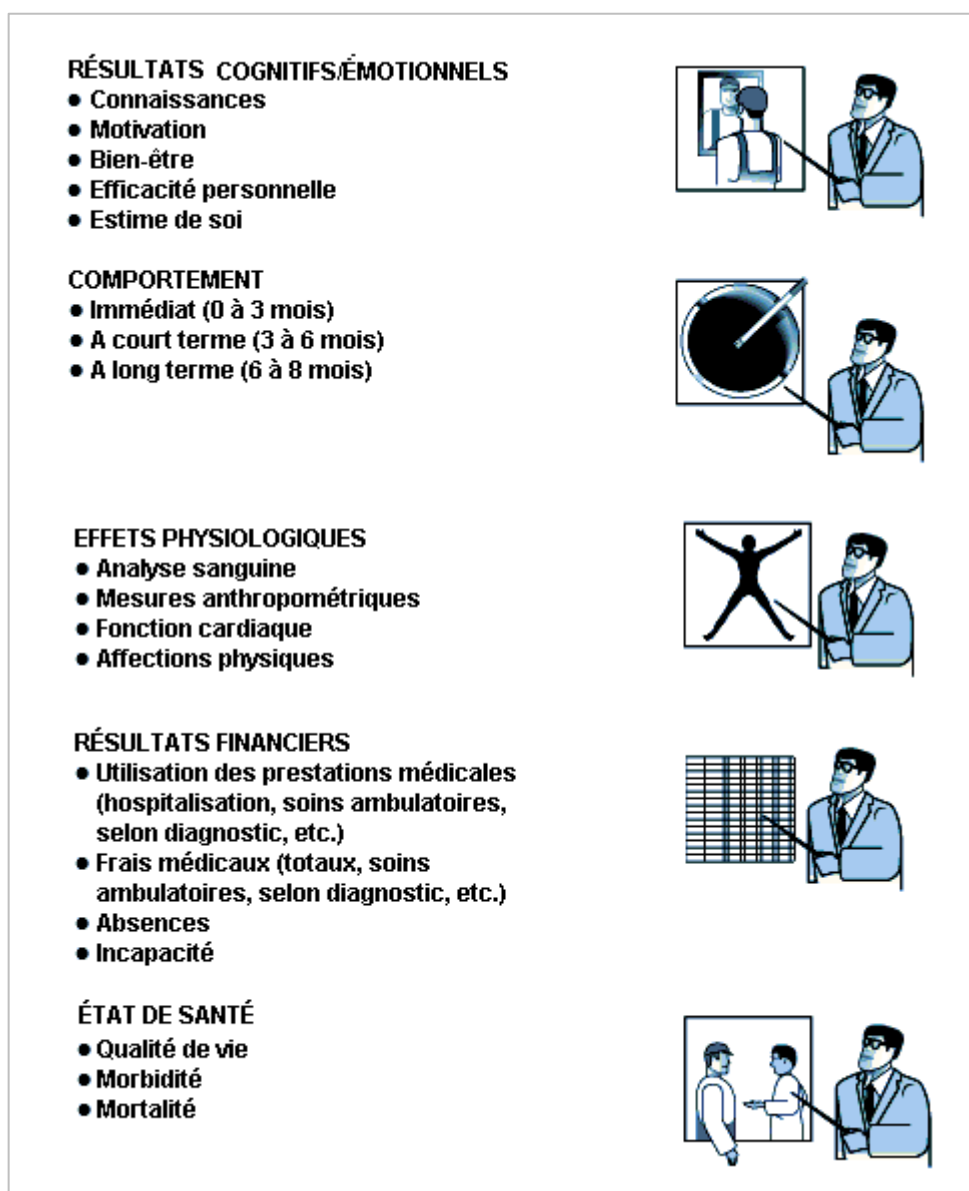 RÉSULTATS COGNITIFS/ÉMOTIONNELS
● Connaissances
● Motivation
● Bien-être
● Efficacité personnelle
● Estime de soi
COMPORTEMENT
● Immédiat (0 à 3 mois)
● A court terme (3 à 6 mois)
● A long terme (6 à 8 mois)
EFFETS PHYSIOLOGIQUES
● Analyse sanguine
● Mesures anthropométriques
● Fonction cardiaque
● Affections physiques
RÉSULTATS FINANCIERS
● Utilisation des prestations médicales
(hospitalisation, soins ambulatoires,
selon diagnostic, etc.)
● Frais médicaux (totaux, soins
ambulatoires, selon diagnostic, etc.)
● Absences
● Incapacité
ÉTAT DE SANTÉ
● Qualité de vie
● Morbidité
● Mortalité